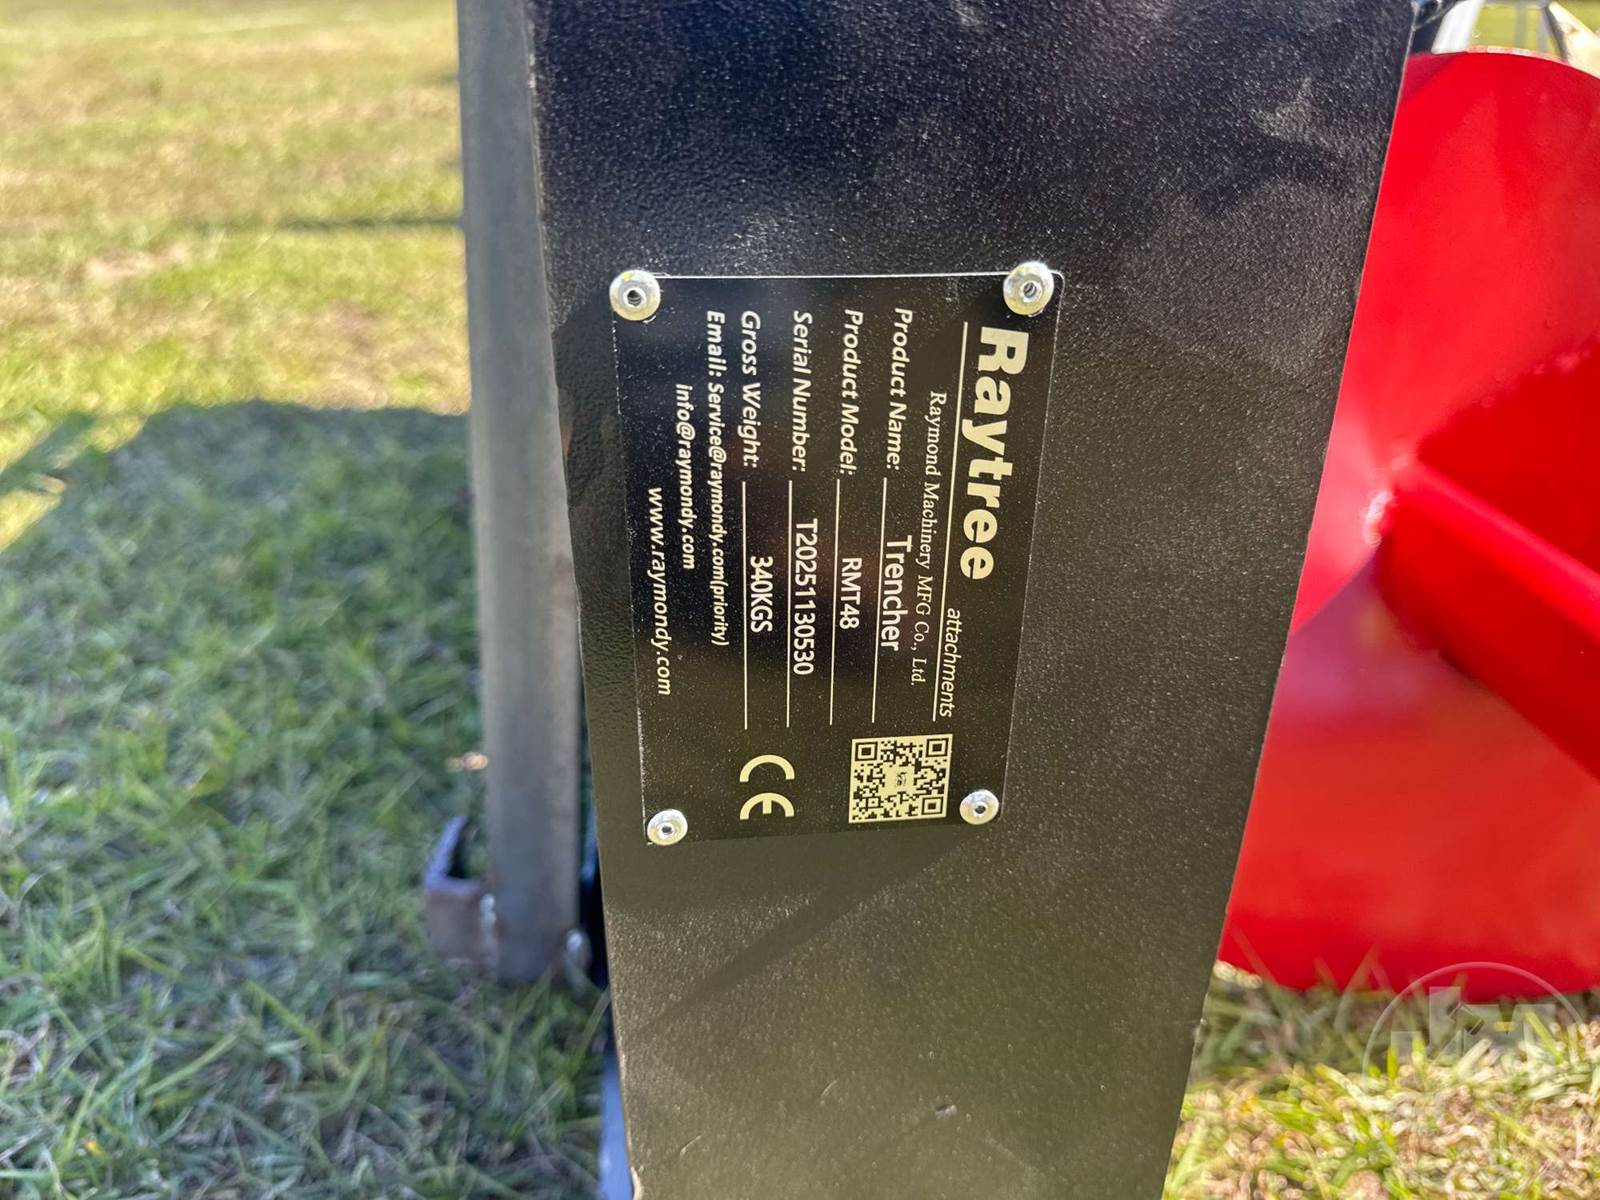 Raytree
attachments
Raymond Machinery MFG Co., Ltd.
Product Name: Trencher
Product Model: RMT48
Serial Number: T20251130530
Gross Weight: 340KGS
Email: Service@raymondy.com(priority)
info@raymondy.com
www.raymondy.com
CE